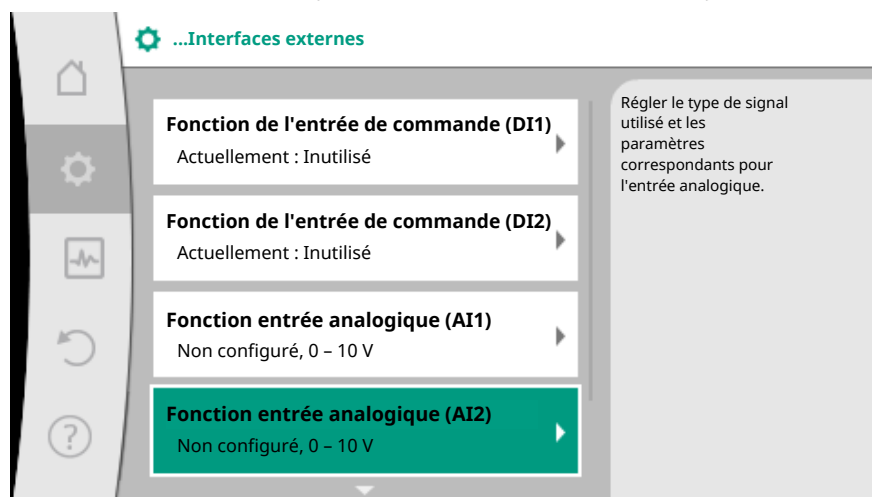 ...Interfaces externes
Fonction de l'entrée de commande (DI1)
Actuellement : Inutilisé
Fonction de l'entrée de commande (DI2)
Actuellement : Inutilisé
Fonction entrée analogique (AI1)
Non configuré, 0 – 10 V
Fonction entrée analogique (AI2)
Non configuré, 0 – 10 V
Régler le type de signal
utilisé et les
paramètres
correspondants pour
l'entrée analogique.
?